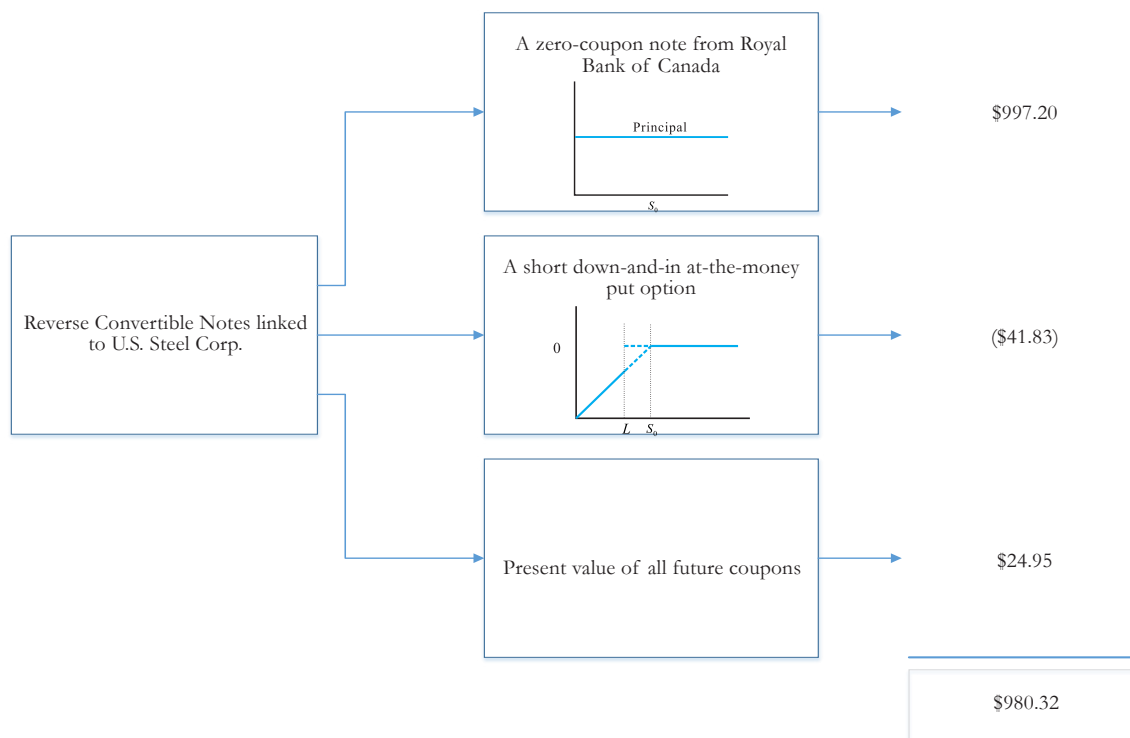 A zero-coupon note from Royal
Bank of Canada
Principal
S₀
$997.20
Reverse Convertible Notes linked
to U.S. Steel Corp.
A short down-and-in at-the-money
put option
0
L S₀
($41.83)
Present value of all future coupons
$24.95
$980.32